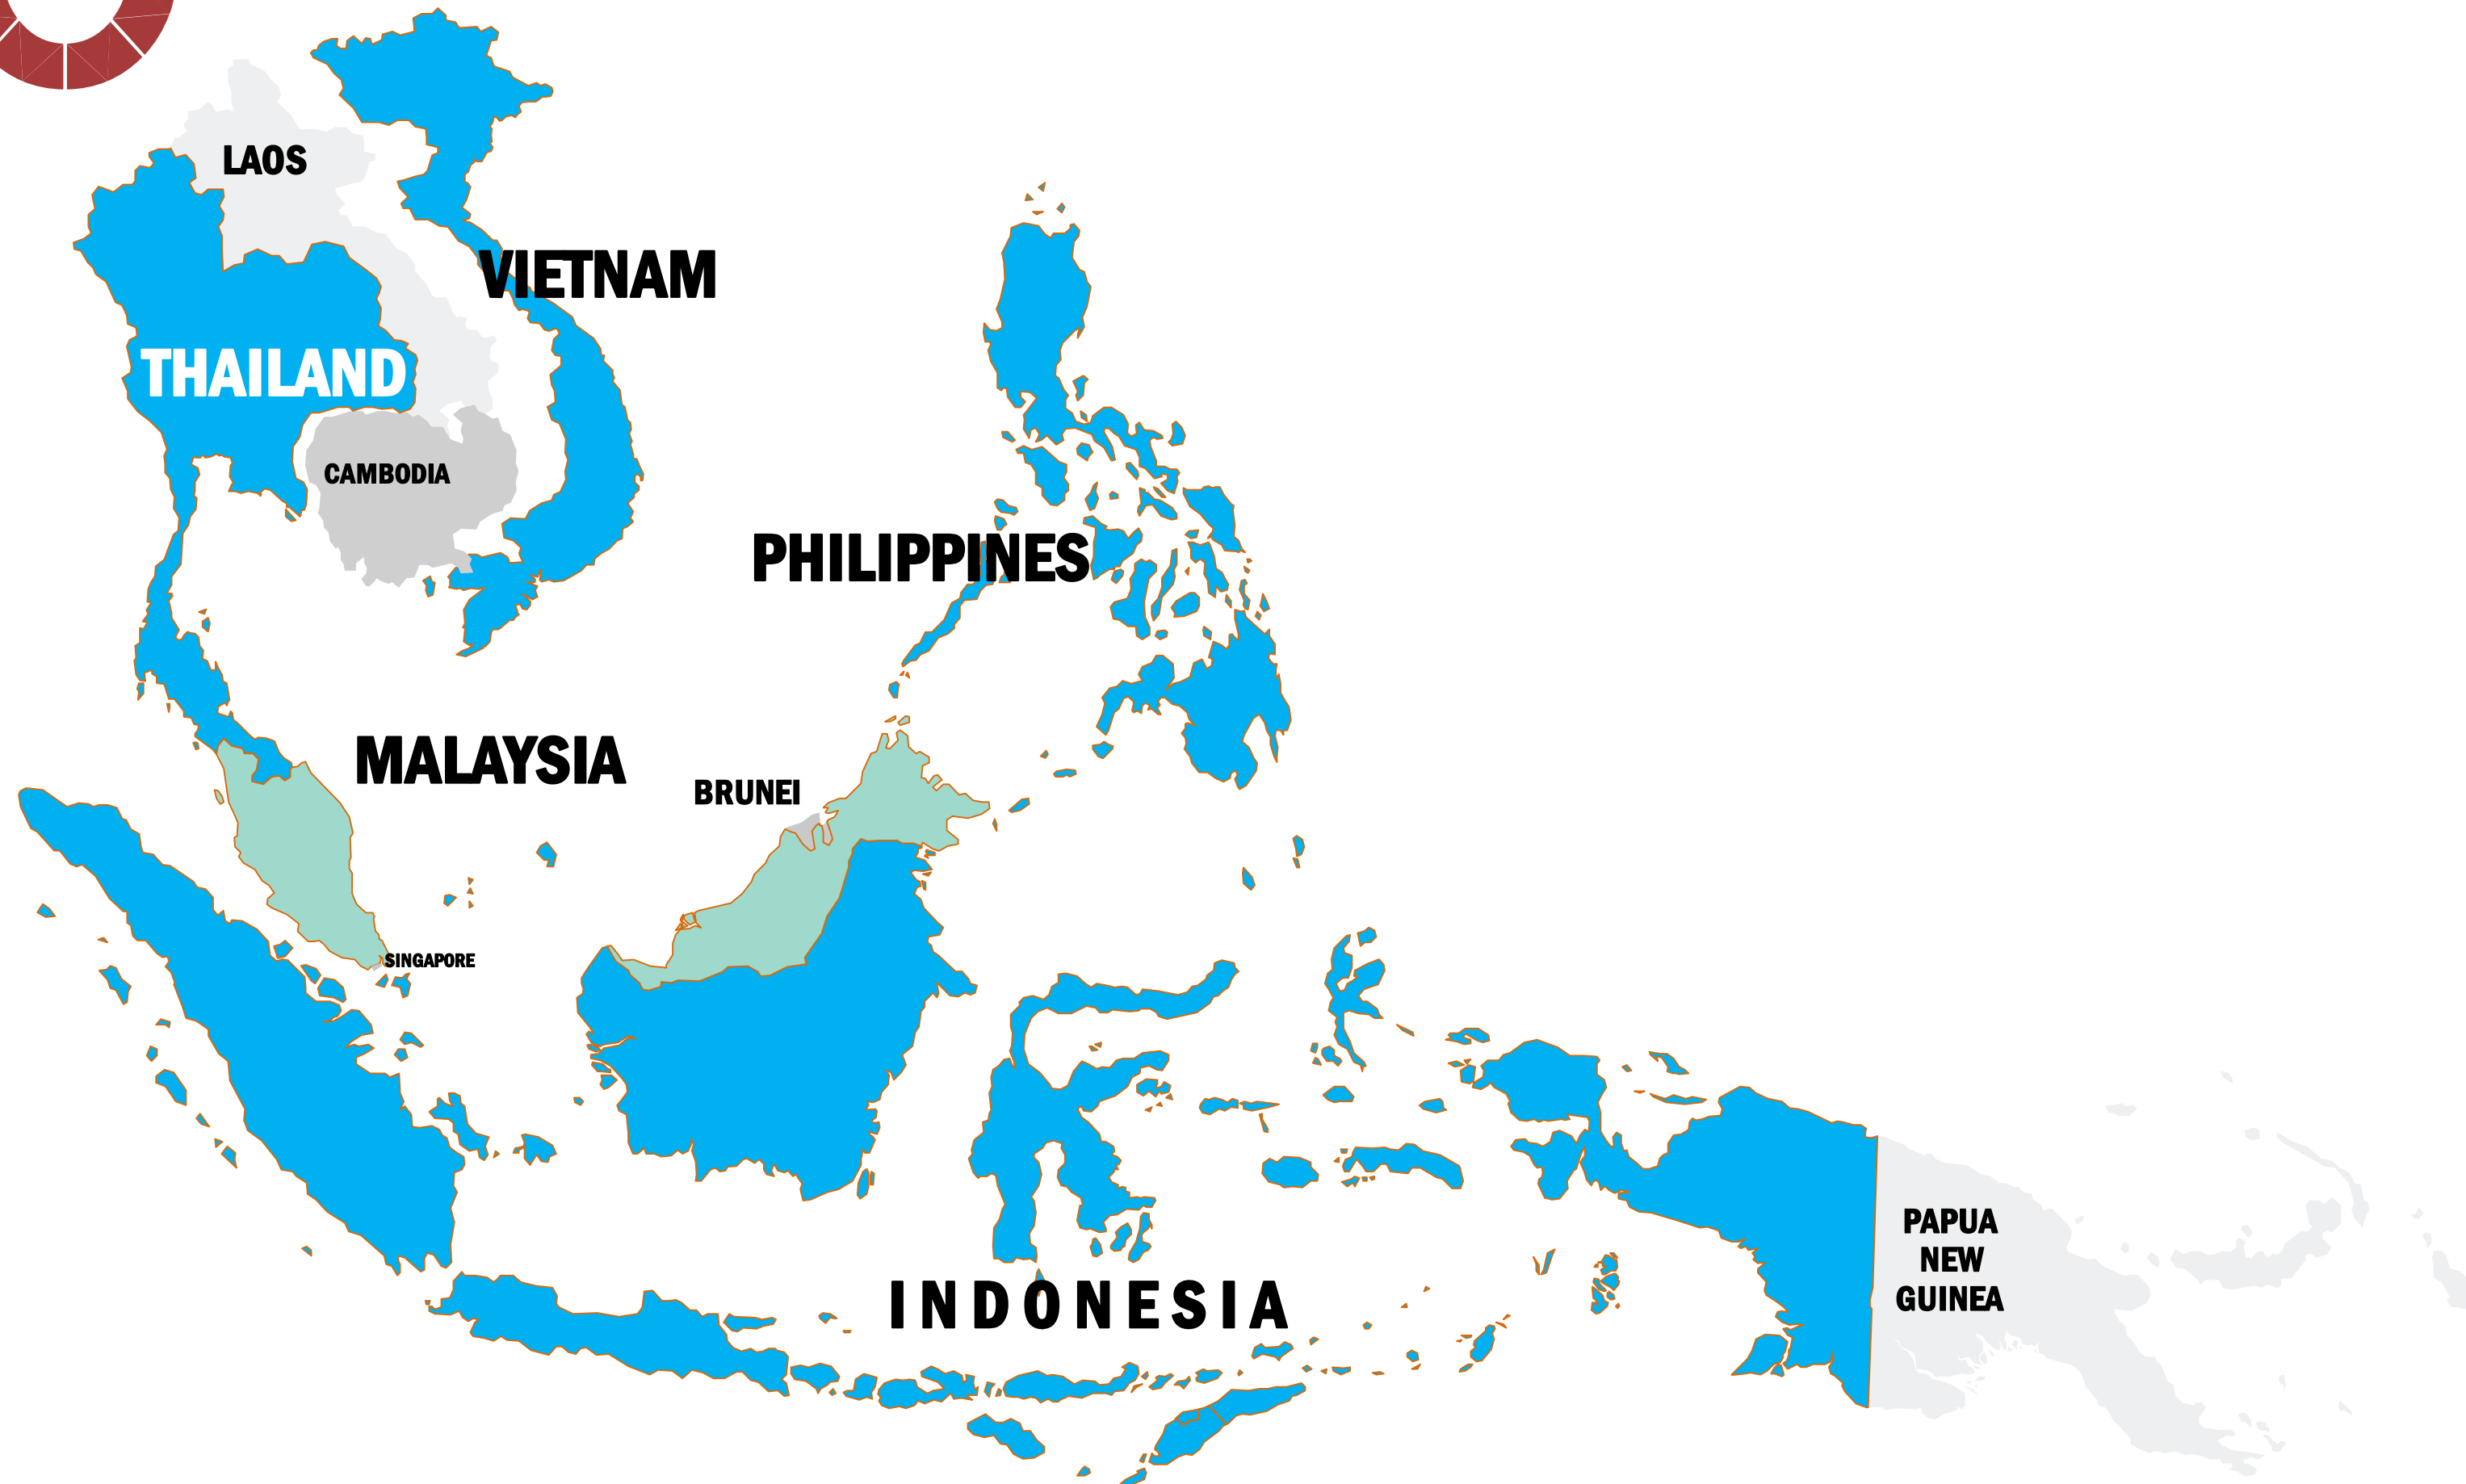 LAOS
VIETNAM
THAILAND
CAMBODIA
PHILIPPINES
MALAYSIA
BRUNEI
SINGAPORE
PAPUA
NEW
GUINEA
INDONESIA